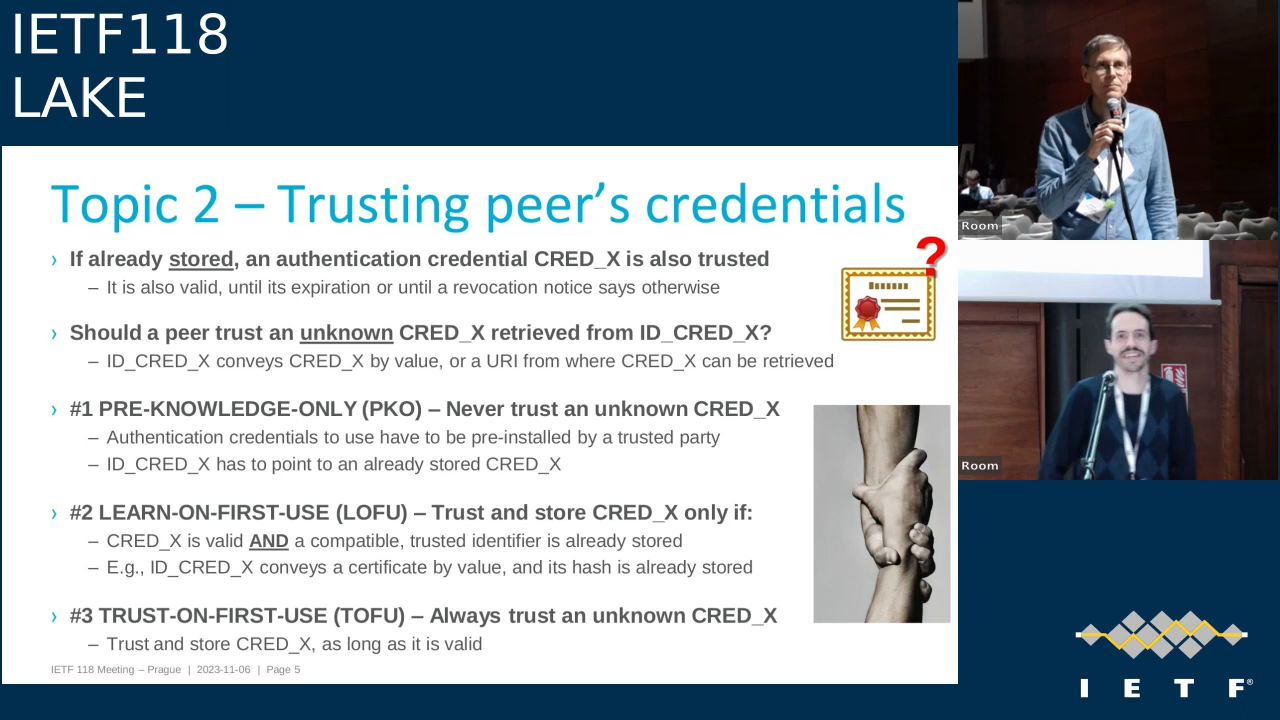 IETF118
LAKE
Topic 2 – Trusting peer’s credentials
› If already stored, an authentication credential CRED_X is also trusted
– It is also valid, until its expiration or until a revocation notice says otherwise
› Should a peer trust an unknown CRED_X retrieved from ID_CRED_X?
– ID_CRED_X conveys CRED_X by value, or a URI from where CRED_X can be retrieved
› #1 PRE-KNOWLEDGE-ONLY (PKO) – Never trust an unknown CRED_X
– Authentication credentials to use have to be pre-installed by a trusted party
– ID_CRED_X has to point to an already stored CRED_X
› #2 LEARN-ON-FIRST-USE (LOFU) – Trust and store CRED_X only if:
– CRED_X is valid AND a compatible, trusted identifier is already stored
– E.g., ID_CRED_X conveys a certificate by value, and its hash is already stored
› #3 TRUST-ON-FIRST-USE (TOFU) – Always trust an unknown CRED_X
– Trust and store CRED_X, as long as it is valid
IETF 118 Meeting – Prague | 2023-11-06 | Page 5
?
Room
Room
I E T F®